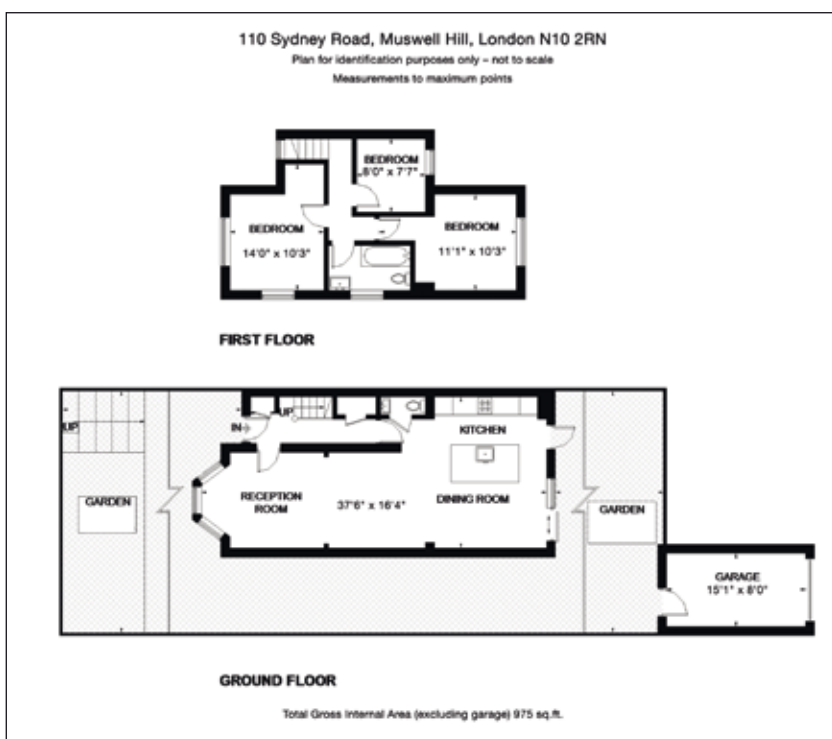 110 Sydney Road, Muswell Hill, London N10 2RN
Plan for identification purposes only – not to scale
Measurements to maximum points
BEDROOM
8'0" x 7'7"
BEDROOM
14'0" x 10'3"
BEDROOM
11'1" x 10'3"
FIRST FLOOR
UP
IN
UP
KITCHEN
GARDEN
RECEPTION
ROOM
37'6" x 16'4"
DINING ROOM
GARDEN
GARAGE
15'1" x 8'0"
GROUND FLOOR
Total Gross Internal Area (excluding garage) 975 sq.ft.